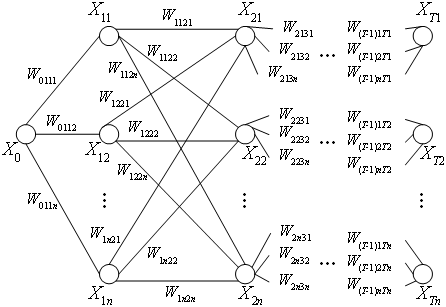 X11 X21 XT1
W1121 W2131 W(T-1)1T1
W1122 W2132 ... W(T-1)2T1
W112n W213n W(T-1)nT1
W0111
W1221
W0112 W1222 W2231 W(T-1)1T2
W2232 ... W(T-1)2T2
X0 X12 X22 W223n W(T-1)nT2 XT2
W122n
W011n
W1n21 W2n31 W(T-1)1Tn
W1n22 W2n32 ... W(T-1)2Tn
W2n3n W(T-1)nTn
X1n W1n2n X2n XTn